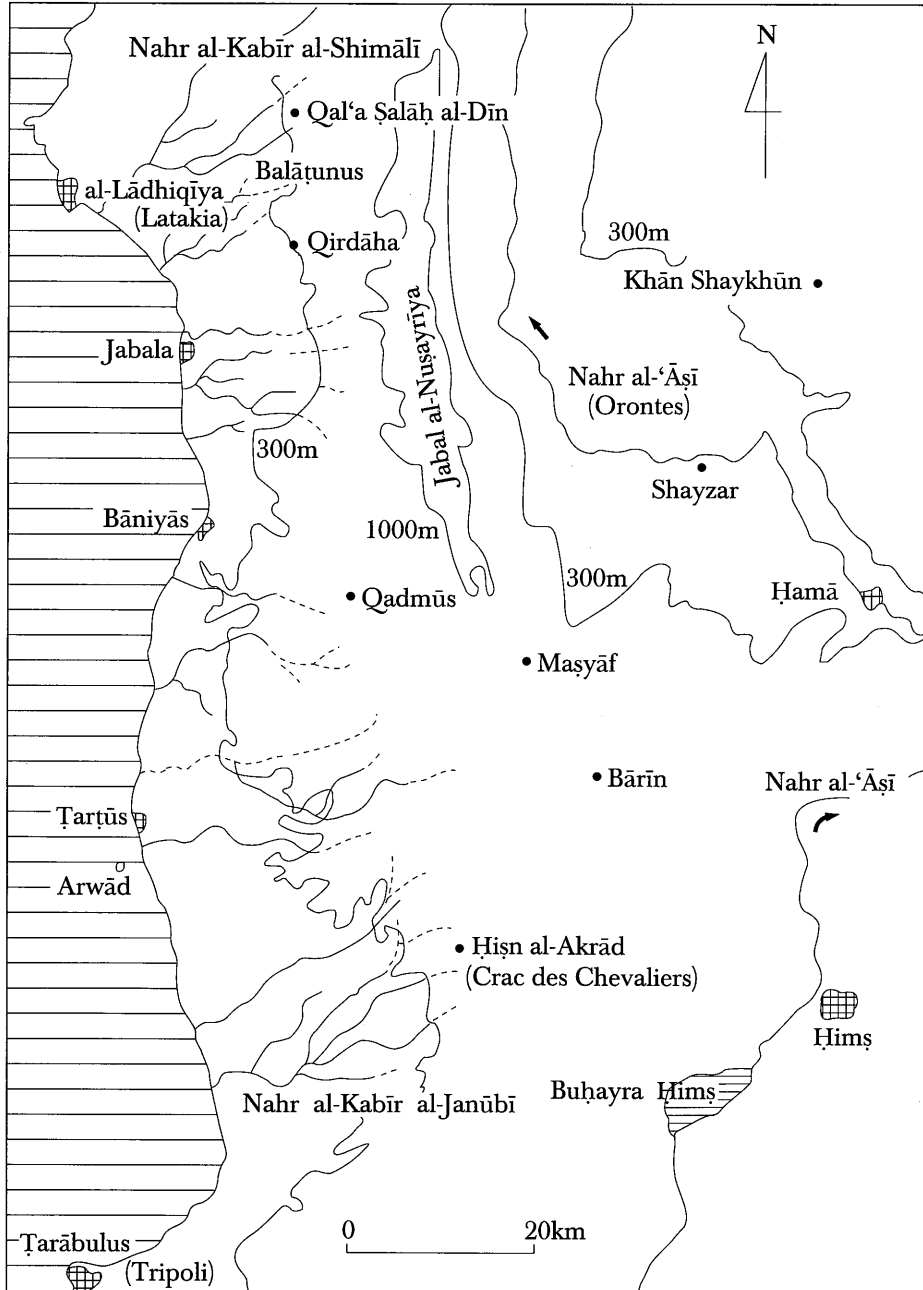 Nahr al-Kabīr al-Shimālī
N
Qal‘a Ṣalāḥ al-Dīn
Balāṭunus
al-Lādhiqīya
(Latakia)
Qirdāha
300m
Khān Shaykhūn
Jabala
Jabal al-Nuṣayrīya
Nahr al-‘Āṣī
(Orontes)
300m
Shayzar
Bāniyās
1000m
300m
Qadmūs
Ḥamā
Maṣyāf
Bārīn
Nahr al-‘Āṣī
Ṭarṭūs
Arwād
Ḥiṣn al-Akrād
(Crac des Chevaliers)
Ḥimṣ
Buḥayra Ḥimṣ
Nahr al-Kabīr al-Janūbī
0 20km
Ṭarābulus
(Tripoli)